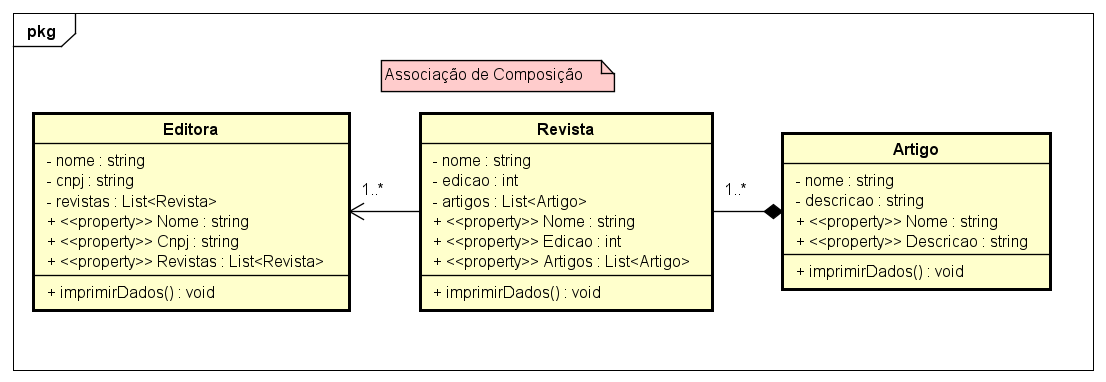 pkg
Associação de Composição
Editora
- nome : string
- cnpj : string
- revistas : List<Revista>
+ <<property>> Nome : string
+ <<property>> Cnpj : string
+ <<property>> Revistas : List<Revista>
+ imprimirDados() : void
1..*
Revista
- nome : string
- edicao : int
- artigos : List<Artigo>
+ <<property>> Nome : string
+ <<property>> Edicao : int
+ <<property>> Artigos : List<Artigo>
+ imprimirDados() : void
1..*
Artigo
- nome : string
- descricao : string
+ <<property>> Nome : string
+ <<property>> Descricao : string
+ imprimirDados() : void